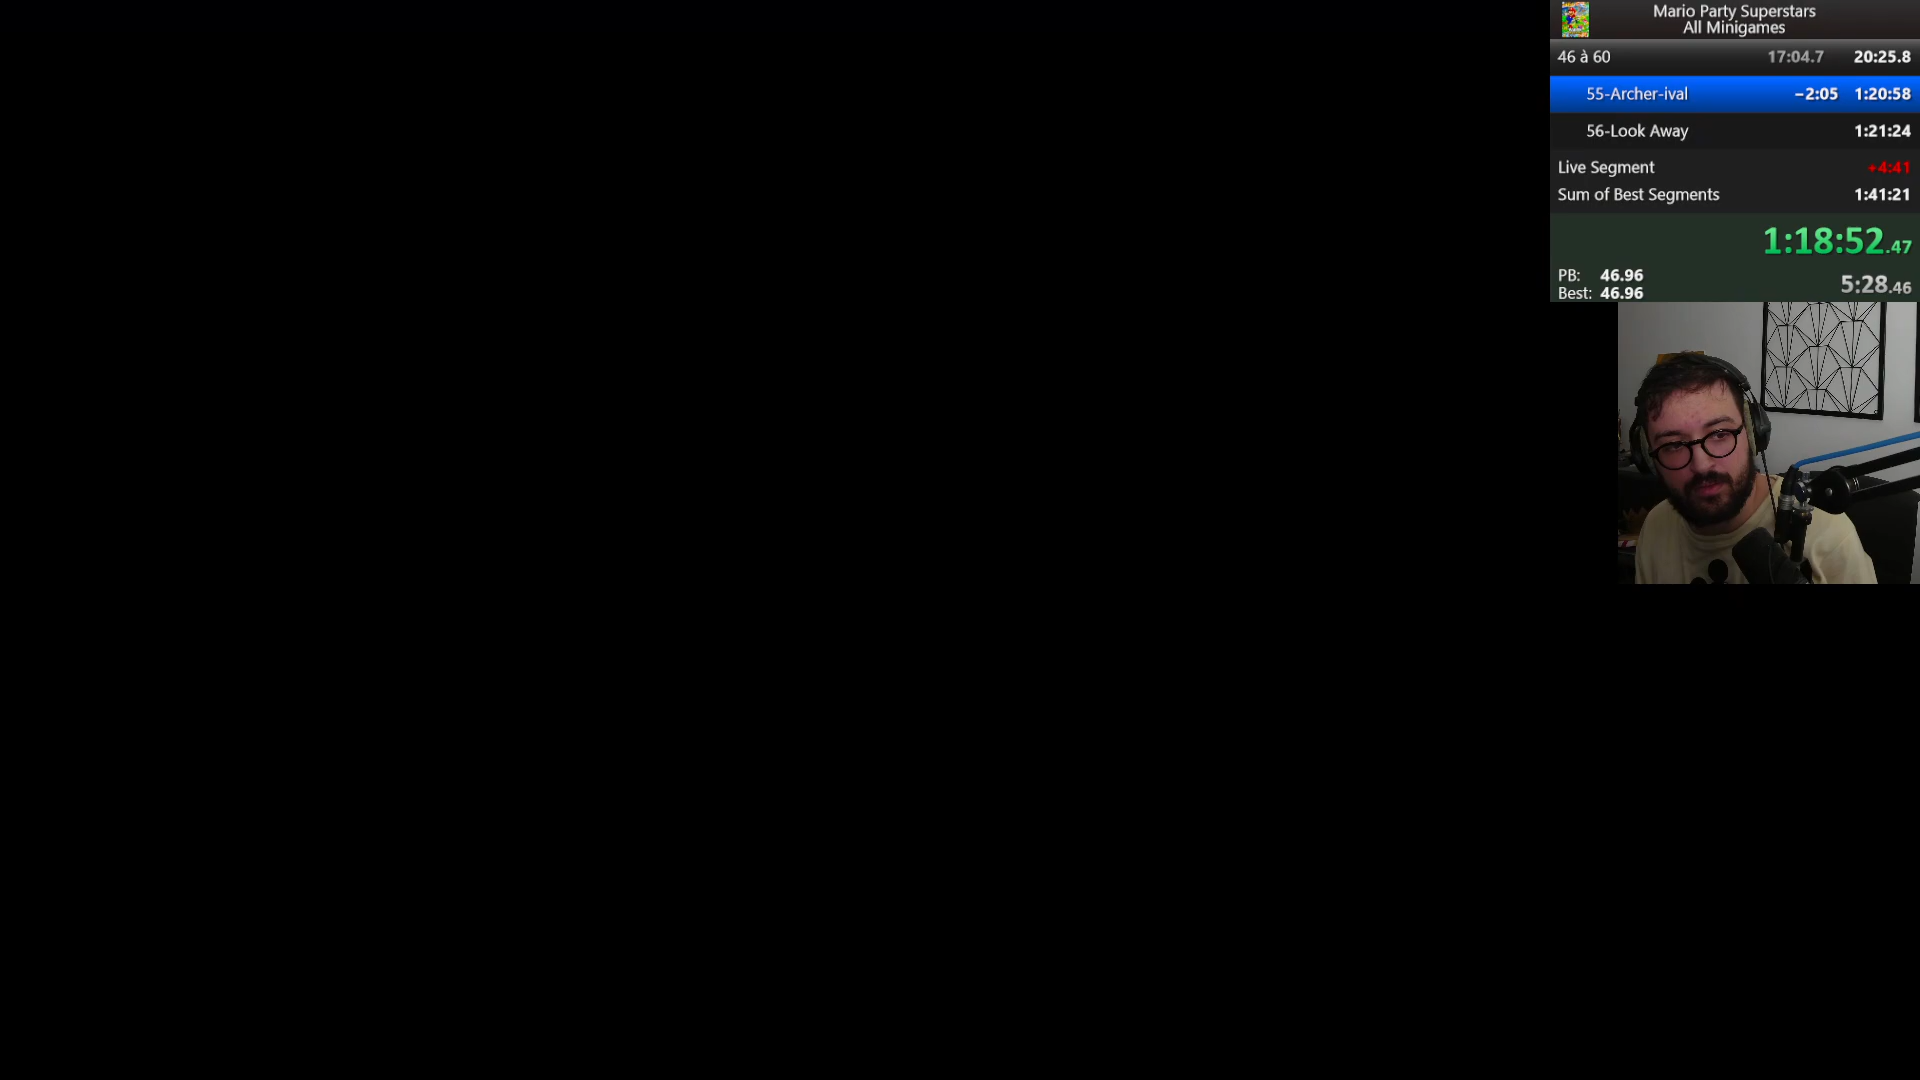 Mario Party Superstars
All Minigames
46 à 60 17:04.7 20:25.8
55-Archer-ival −2:05 1:20:58
56-Look Away 1:21:24
Live Segment +4:41
Sum of Best Segments 1:41:21
1:18:52.47
PB: 46.96
Best: 46.96
5:28.46